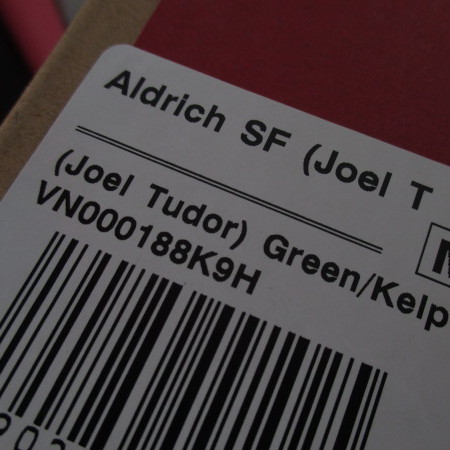 Aldrich SF (Joel T
(Joel Tudor) Green/Kelp
VN000188K9H